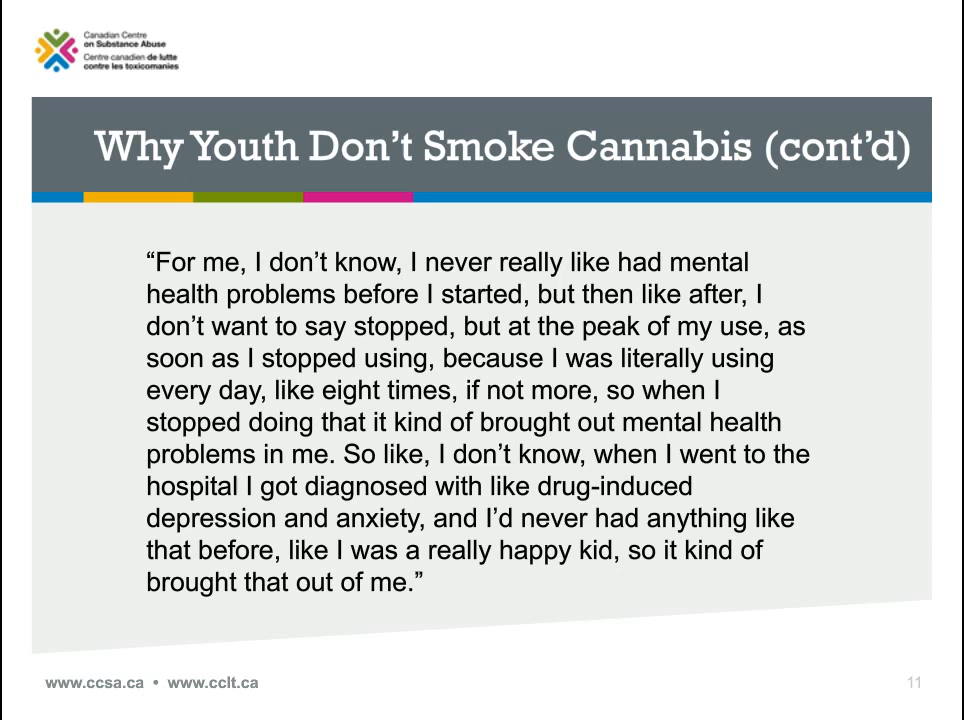 Canadian Centre
on Substance Abuse
Centre canadien de lutte
contre les toxicomanies
Why Youth Don’t Smoke Cannabis (cont’d)
“For me, I don’t know, I never really like had mental
health problems before I started, but then like after, I
don’t want to say stopped, but at the peak of my use, as
soon as I stopped using, because I was literally using
every day, like eight times, if not more, so when I
stopped doing that it kind of brought out mental health
problems in me. So like, I don’t know, when I went to the
hospital I got diagnosed with like drug-induced
depression and anxiety, and I’d never had anything like
that before, like I was a really happy kid, so it kind of
brought that out of me.”
www.ccsa.ca • www.cclt.ca
11